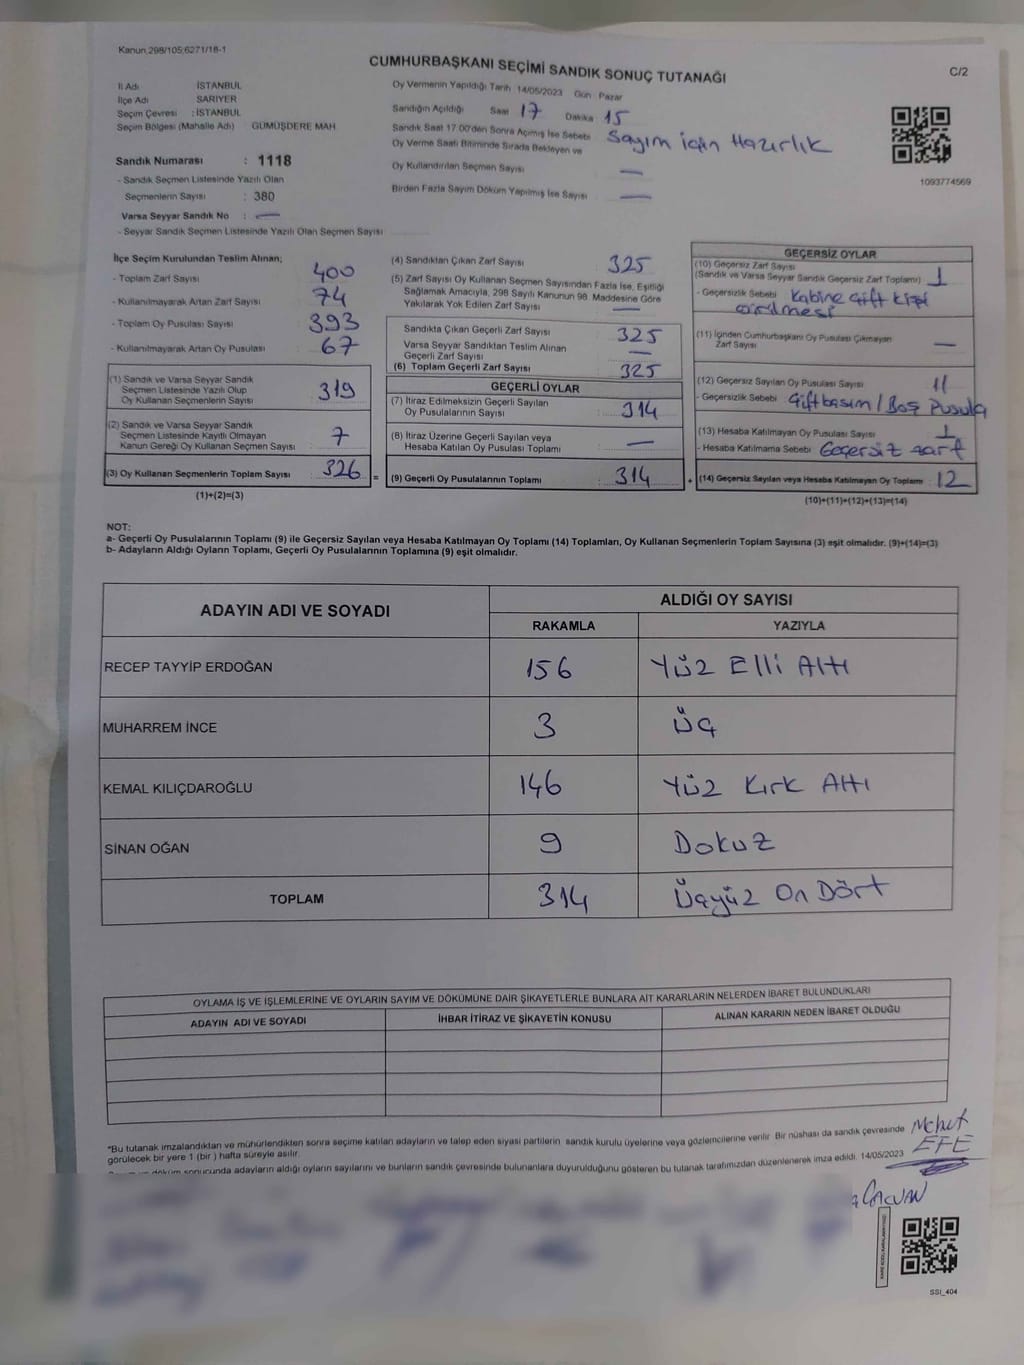 Kanun,298/105;6271/18-1
CUMHURBAŞKANI SEÇİMİ SANDIK SONUÇ TUTANAĞI
C/2
İl Adı İSTANBUL
İlçe Adı SARIYER
Seçim Çevresi : İSTANBUL
Seçim Bölgesi (Mahalle Adı) GÜMÜŞDERE MAH
Sandık Numarası : 1118
- Sandık Seçmen Listesinde Yazılı Olan
Seçmenlerin Sayısı : 380
Varsa Seyyar Sandık No : —
- Seyyar Sandık Seçmen Listesinde Yazılı Olan Seçmen Sayısı
Oy Vermenin Yapıldığı Tarih 14/05/2023 Gün Pazar
Sandığın Açıldığı Saat 17 Dakika 15
Sandık Saat 17:00'den Sonra Açımış İse Sebebi Sayım için Hazırlık
Oy Verme Saati Bitiminde Sırada Bekleyen ve
Oy Kullandırılan Seçmen Sayısı —
Birden Fazla Sayım Döküm Yapılmış İse Sayısı —
1093774569
İlçe Seçim Kurulundan Teslim Alınan;
- Toplam Zarf Sayısı 400
- Kullanılmayarak Artan Zarf Sayısı 74
- Toplam Oy Pusulası Sayısı 393
- Kullanılmayarak Artan Oy Pusulası 67
(1) Sandık ve Varsa Seyyar Sandık
Seçmen Listesinde Yazılı Olup
Oy Kullanan Seçmenlerin Sayısı 319
(2) Sandık ve Varsa Seyyar Sandık
Seçmen Listesinde Kayıtlı Olmayan
Kanun Gereği Oy Kullanan Seçmen Sayısı 7
(3) Oy Kullanan Seçmenlerin Toplam Sayısı 326
(1)+(2)=(3)
(4) Sandıktan Çıkan Zarf Sayısı 325
(5) Zarf Sayısı Oy Kullanan Seçmen Sayısından Fazla İse, Eşitliği
Sağlamak Amacıyla, 298 Sayılı Kanunun 98. Maddesine Göre
Yakılarak Yok Edilen Zarf Sayısı —
Sandıkta Çıkan Geçerli Zarf Sayısı 325
Varsa Seyyar Sandıktan Teslim Alınan
Geçerli Zarf Sayısı —
(6) Toplam Geçerli Zarf Sayısı 325
GEÇERLİ OYLAR
(7) İtiraz Edilmeksizin Geçerli Sayılan
Oy Pusulalarının Sayısı 314
(8) İtiraz Üzerine Geçerli Sayılan veya
Hesaba Katılan Oy Pusulası Toplamı —
= (9) Geçerli Oy Pusulalarının Toplamı : 314
GEÇERSİZ OYLAR
(10) Geçersiz Zarf Sayısı
(Sandık ve Varsa Seyyar Sandık Geçersiz Zarf Toplamı) 1
- Geçersizlik Sebebi Kabine Çift Kişi
girilmesi
(11) İçinden Cumhurbaşkanı Oy Pusulası Çıkmayan
Zarf Sayısı —
(12) Geçersiz Sayılan Oy Pusulası Sayısı 11
- Geçersizlik Sebebi Çift basım / Boş Pusula
(13) Hesaba Katılmayan Oy Pusulası Sayısı 1
- Hesaba Katılmama Sebebi Geçersiz zarf
+ (14) Geçersiz Sayılan veya Hesaba Katılmayan Oy Toplamı : 12
(10)+(11)+(12)+(13)=(14)
NOT:
a- Geçerli Oy Pusulalarının Toplamı (9) ile Geçersiz Sayılan veya Hesaba Katılmayan Oy Toplamı (14) Toplamları, Oy Kullanan Seçmenlerin Toplam Sayısına (3) eşit olmalıdır. (9)+(14)=(3)
b- Adayların Aldığı Oyların Toplamı, Geçerli Oy Pusulalarının Toplamına (9) eşit olmalıdır.
ADAYIN ADI VE SOYADI ALDIĞI OY SAYISI
RAKAMLA YAZIYLA
RECEP TAYYİP ERDOĞAN 156 Yüz Elli Altı
MUHARREM İNCE 3 Üç
KEMAL KILIÇDAROĞLU 146 Yüz Kırk Altı
SİNAN OĞAN 9 Dokuz
TOPLAM 314 Üçyüz On Dört
OYLAMA İŞ VE İŞLEMLERİNE VE OYLARIN SAYIM VE DÖKÜMÜNE DAİR ŞİKAYETLERLE BUNLARA AİT KARARLARIN NELERDEN İBARET BULUNDUKLARI
ADAYIN ADI VE SOYADI İHBAR İTİRAZ VE ŞİKAYETİN KONUSU ALINAN KARARIN NEDEN İBARET OLDUĞU
*Bu tutanak imzalandıktan ve mühürlendikten sonra seçime katılan adayların ve talep eden siyasi partilerin sandık kurulu üyelerine veya gözlemcilerine verilir. Bir nüshası da sandık çevresinde
görülecek bir yere 1 (bir ) hafta süreyle asılır.
döküm sonucunda adayların aldığı oyların sayılarını ve bunların sandık çevresinde bulunanlara duyurulduğunu gösteren bu tutanak tarafımızdan düzenlenerek imza edildi. 14/05/2023
Mehmet
EFE
SSI_404